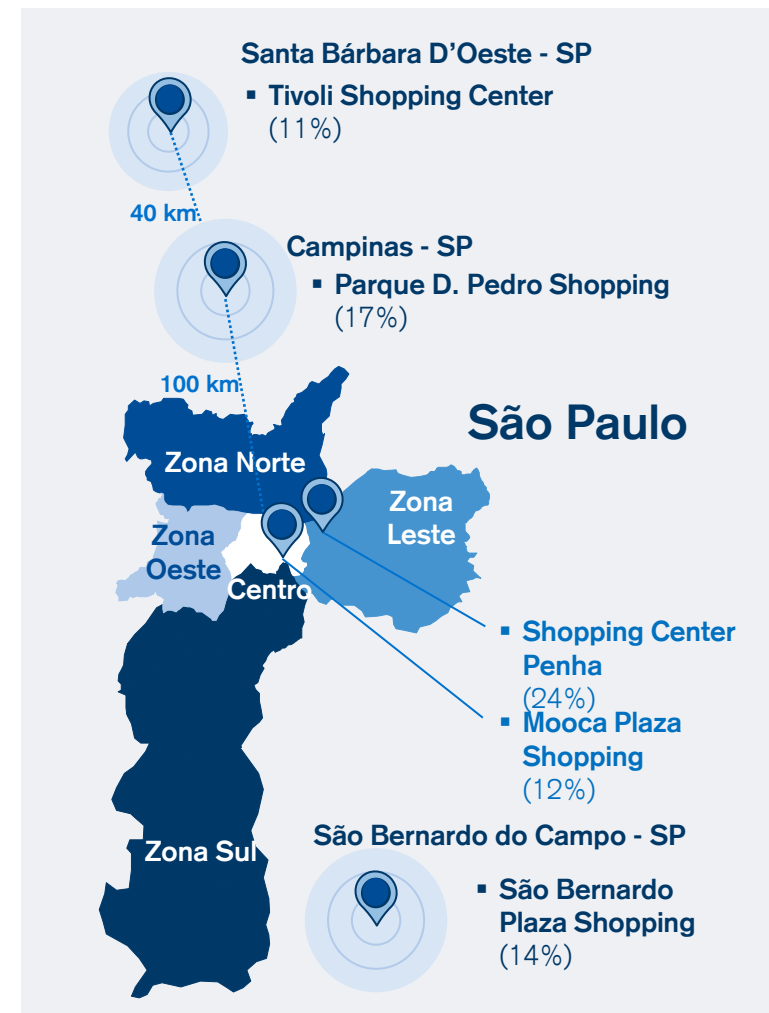 Santa Bárbara D’Oeste - SP
▪ Tivoli Shopping Center
(11%)
40 km
Campinas - SP
▪ Parque D. Pedro Shopping
(17%)
100 km
São Paulo
Zona Norte
Zona
Leste
Zona
Oeste
Centro
▪ Shopping Center
Penha
(24%)
▪ Mooca Plaza
Shopping
(12%)
São Bernardo do Campo - SP
Zona Sul
▪ São Bernardo
Plaza Shopping
(14%)